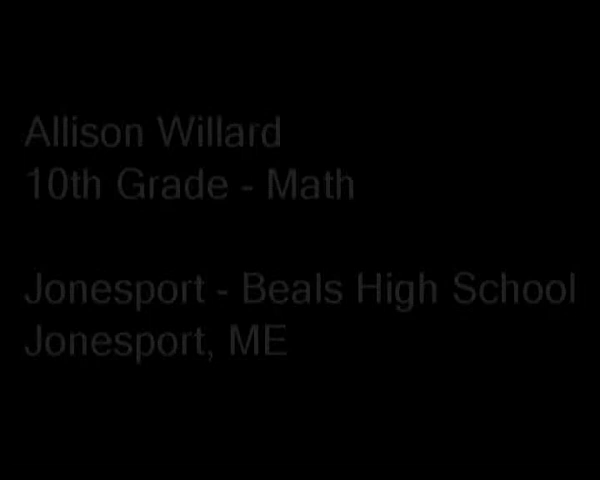 Allison Willard
10th Grade - Math
Jonesport - Beals High School
Jonesport, ME